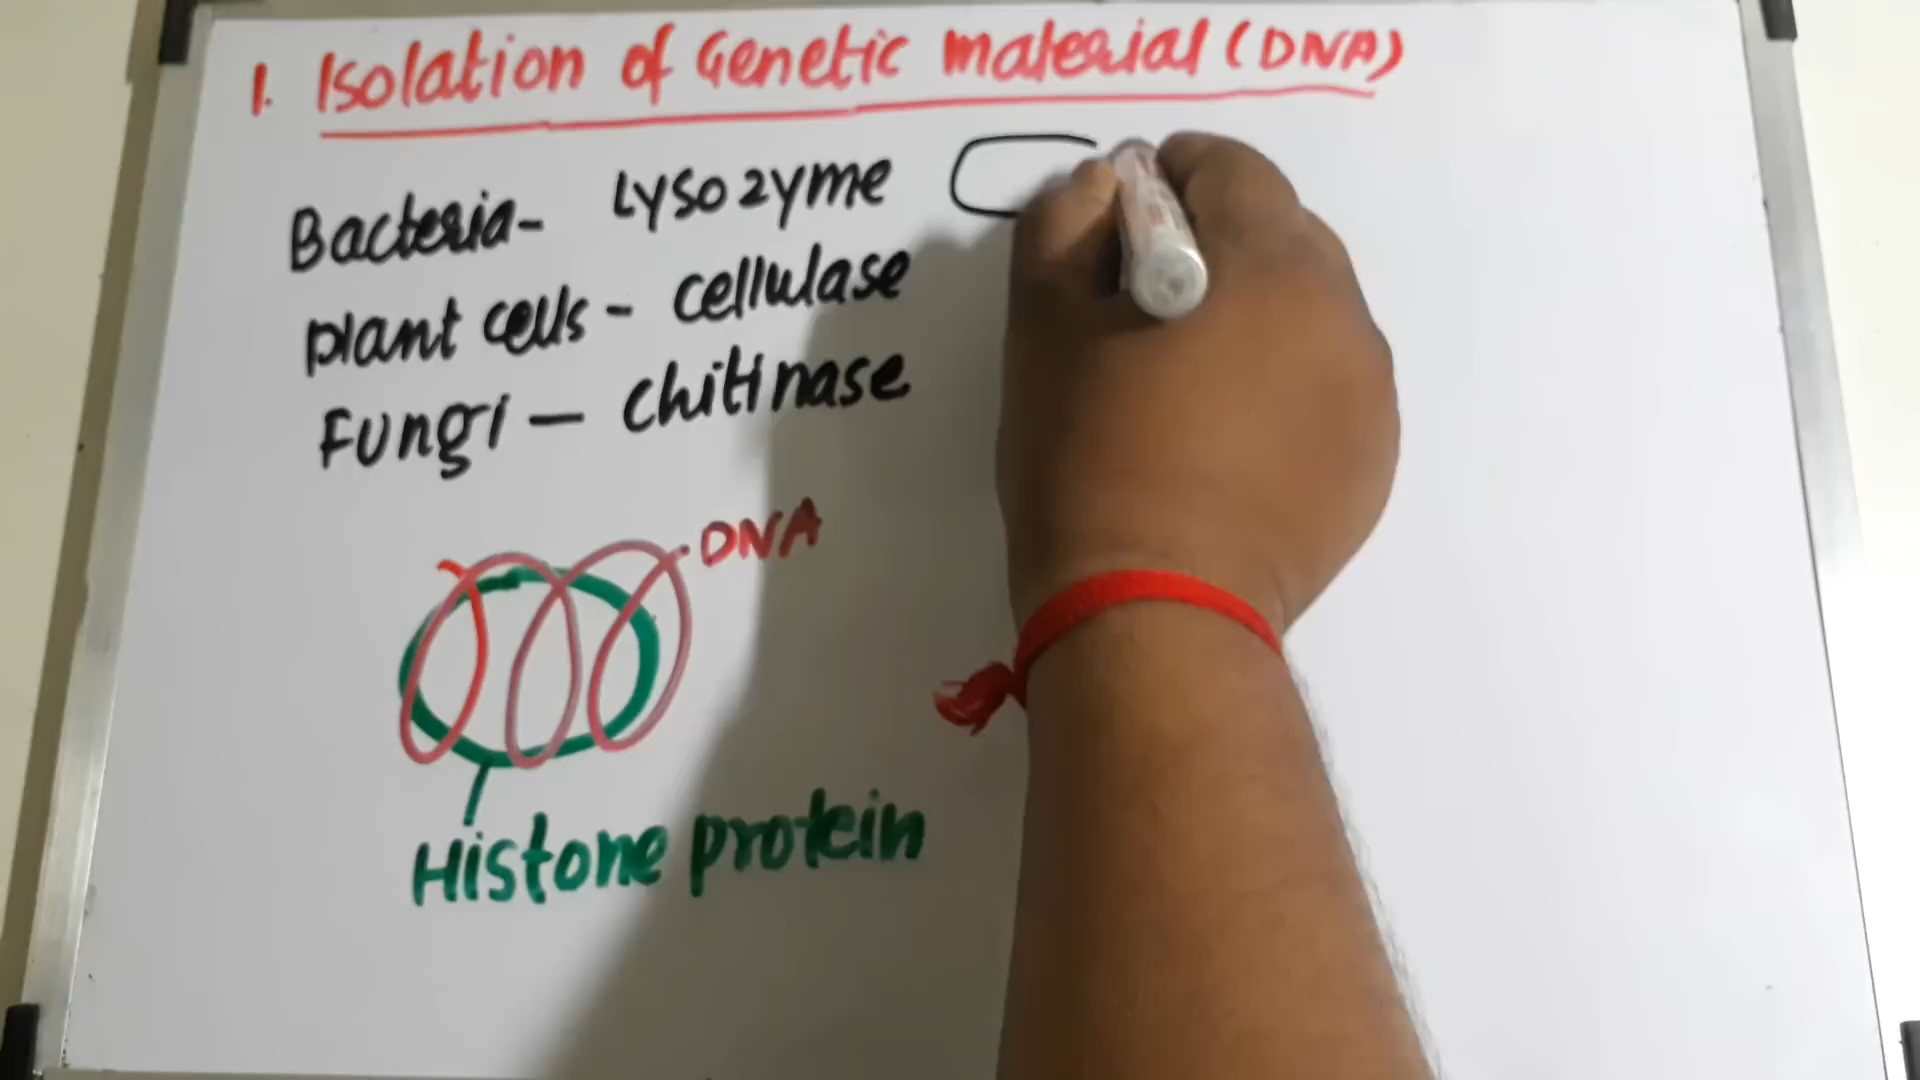 1. Isolation of Genetic material (DNA)
Bacteria- Lysozyme
plant cells - cellulase
Fungi - chitinase
DNA
Histone protein